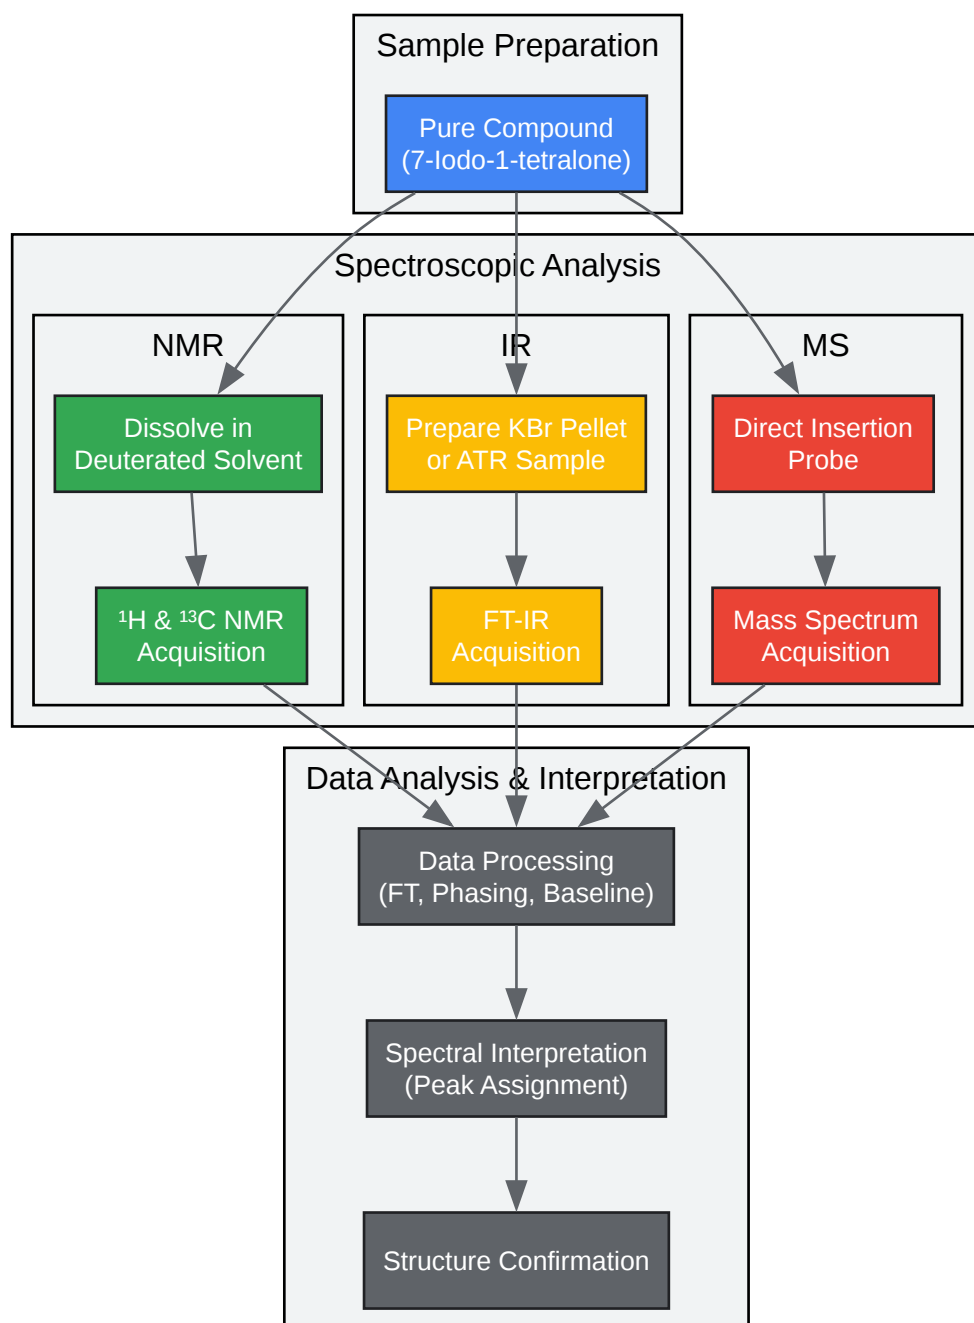 Sample Preparation
Pure Compound
(7-Iodo-1-tetralone)
Spectroscopic Analysis
NMR
Dissolve in
Deuterated Solvent
¹H & ¹³C NMR
Acquisition
IR
Prepare KBr Pellet
or ATR Sample
FT-IR
Acquisition
MS
Direct Insertion
Probe
Mass Spectrum
Acquisition
Data Analysis & Interpretation
Data Processing
(FT, Phasing, Baseline)
Spectral Interpretation
(Peak Assignment)
Structure Confirmation